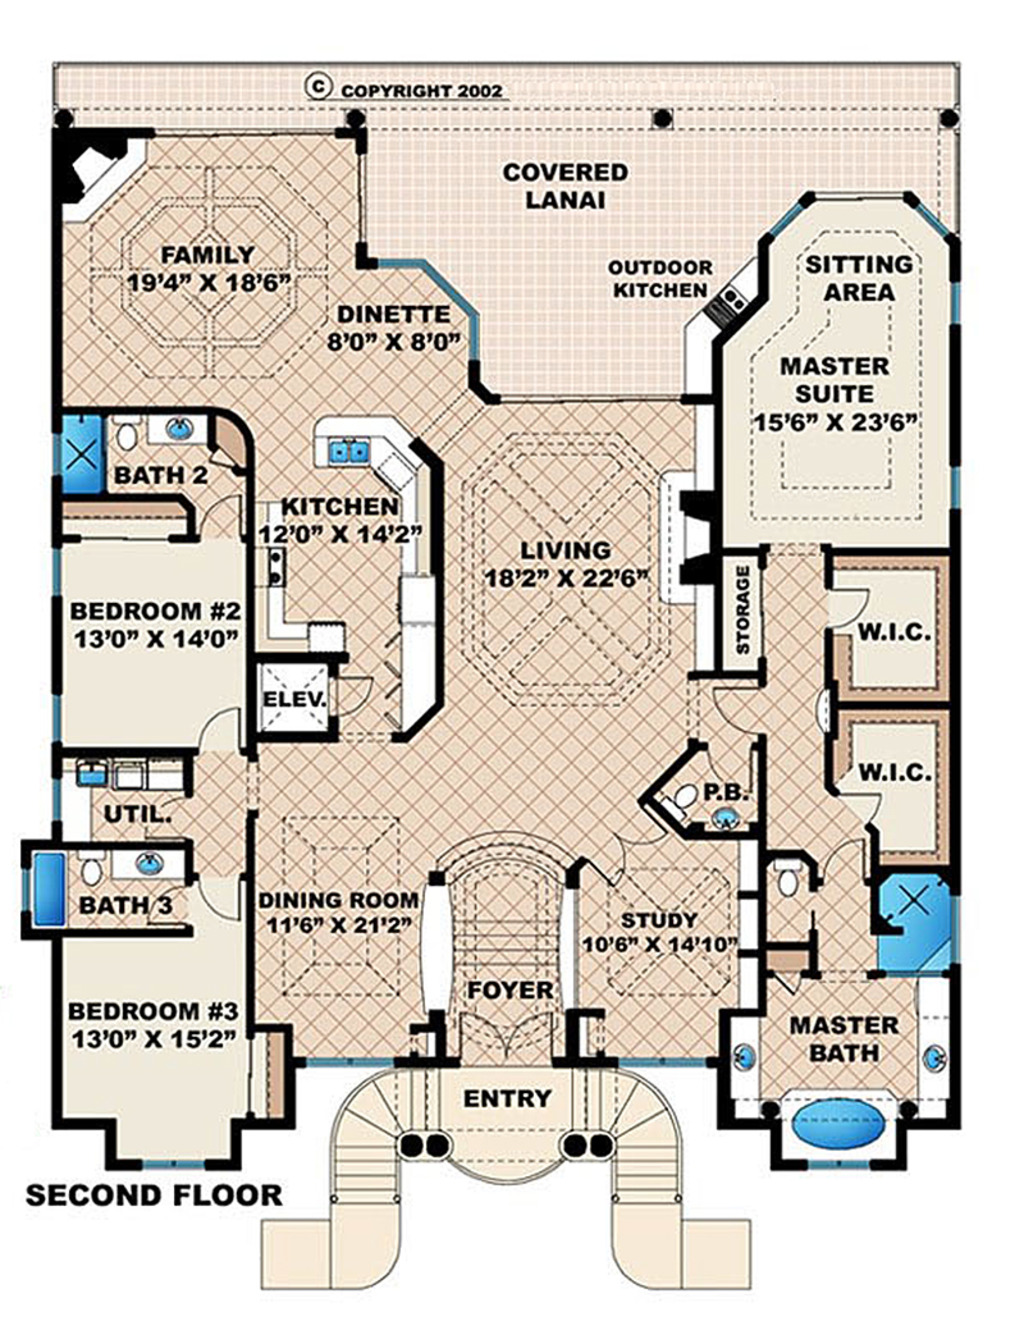 © COPYRIGHT 2002
COVERED
LANAI
FAMILY
19'4" X 18'6"
DINETTE
8'0" X 8'0"
OUTDOOR
KITCHEN
SITTING
AREA
MASTER
SUITE
15'6" X 23'6"
BATH 2
KITCHEN
12'0" X 14'2"
LIVING
18'2" X 22'6"
BEDROOM #2
13'0" X 14'0"
STORAGE
W.I.C.
ELEV.
W.I.C.
P.B.
UTIL.
BATH 3
DINING ROOM
11'6" X 21'2"
STUDY
10'6" X 14'10"
FOYER
BEDROOM #3
13'0" X 15'2"
MASTER
BATH
ENTRY
SECOND FLOOR